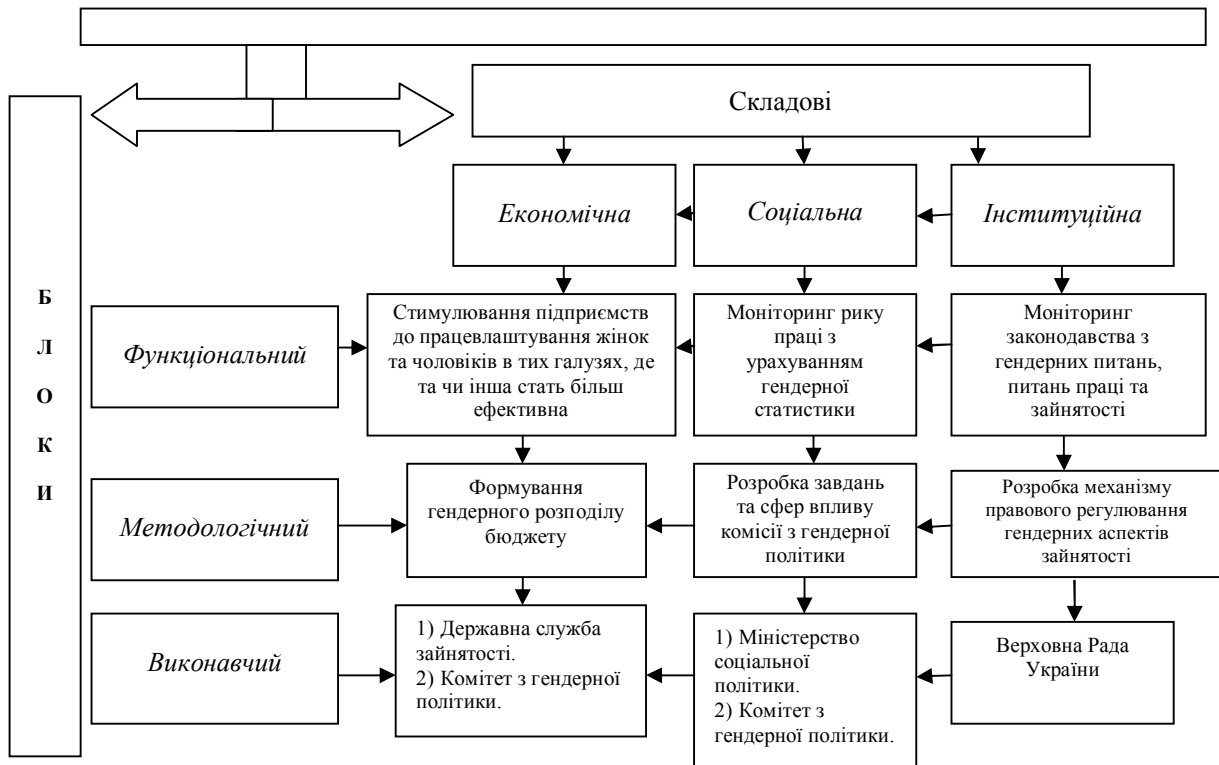 Складові
Економічна
Соціальна
Інституційна
Б
Л
О
К
И
Функціональний
Стимулювання підприємств
до працевлаштування жінок
та чоловіків в тих галузях, де
та чи інша стать більш
ефективна
Моніторинг рику
праці з
урахуванням
гендерної
статистики
Моніторинг
законодавства з
гендерних питань,
питань праці та
зайнятості
Методологічний
Формування
гендерного розподілу
бюджету
Розробка завдань
та сфер впливу
комісії з гендерної
політики
Розробка механізму
правового регулювання
гендерних аспектів
зайнятості
Виконавчий
1) Державна служба
зайнятості.
2) Комітет з гендерної
політики.
1) Міністерство
соціальної
політики.
2) Комітет з
гендерної політики.
Верховна Рада
України